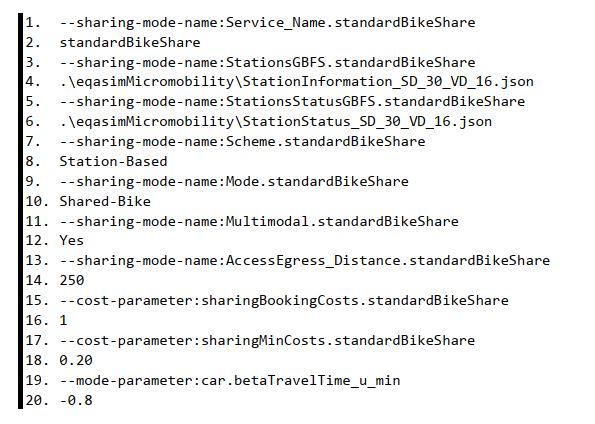 1. --sharing-mode-name:Service_Name.standardBikeShare
2. standardBikeShare
3. --sharing-mode-name:StationsGBFS.standardBikeShare
4. .\eqasimMicromobility\StationInformation_SD_30_VD_16.json
5. --sharing-mode-name:StationsStatusGBFS.standardBikeShare
6. .\eqasimMicromobility\StationStatus_SD_30_VD_16.json
7. --sharing-mode-name:Scheme.standardBikeShare
8. Station-Based
9. --sharing-mode-name:Mode.standardBikeShare
10. Shared-Bike
11. --sharing-mode-name:Multimodal.standardBikeShare
12. Yes
13. --sharing-mode-name:AccessEgress_Distance.standardBikeShare
14. 250
15. --cost-parameter:sharingBookingCosts.standardBikeShare
16. 1
17. --cost-parameter:sharingMinCosts.standardBikeShare
18. 0.20
19. --mode-parameter:car.betaTravelTime_u_min
20. -0.8